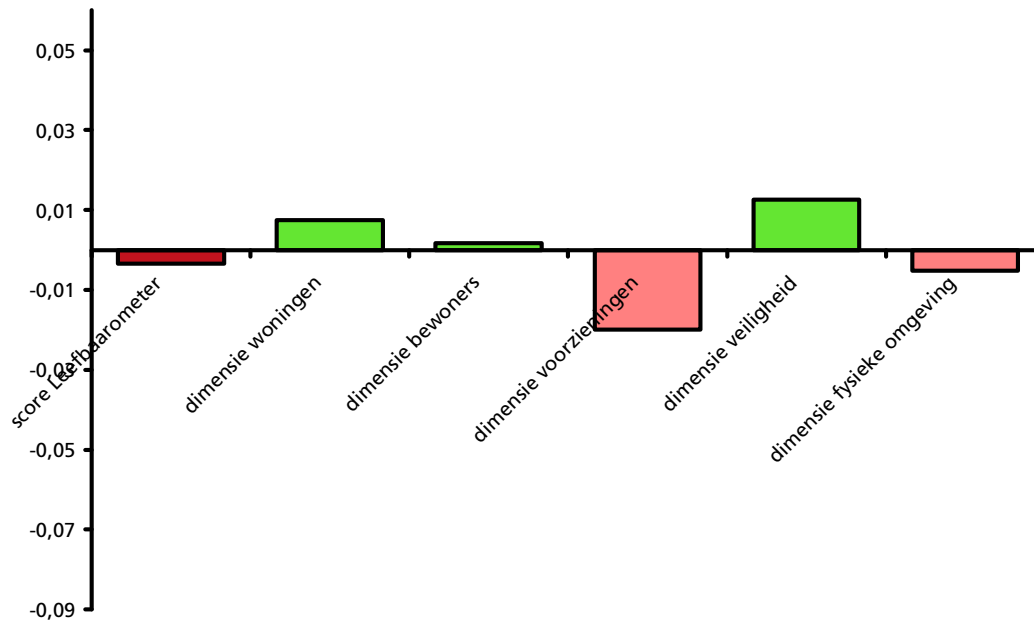 0,05
0,03
0,01
-0,01
-0,03
-0,05
-0,07
-0,09
score Leefbaarometer
dimensie woningen
dimensie bewoners
dimensie voorzieningen
dimensie veiligheid
dimensie fysieke omgeving